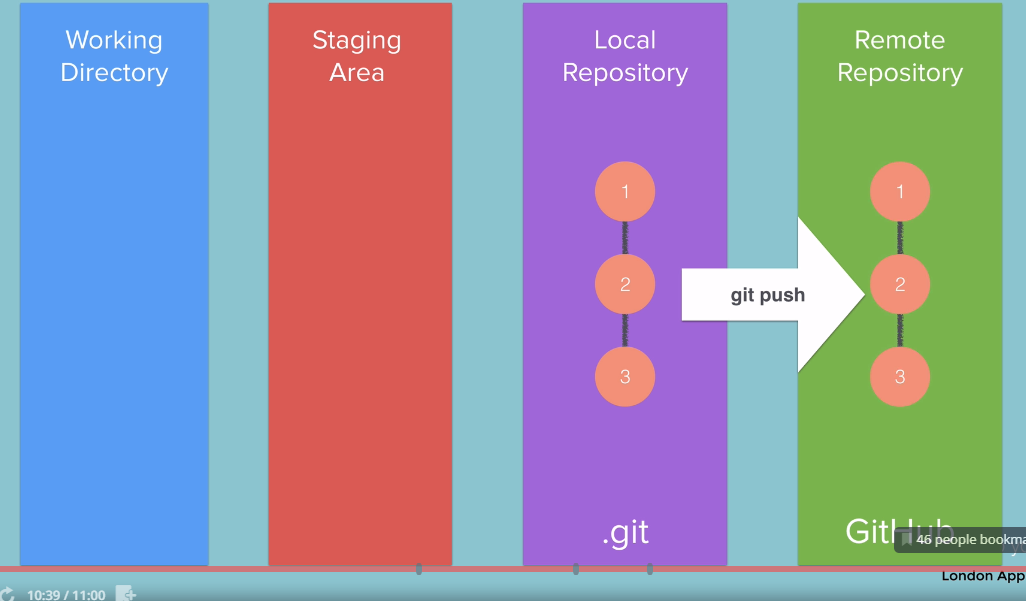 Working
Directory
Staging
Area
Local
Repository
Remote
Repository
1
2
3
git push
1
2
3
.git
GitHub
46 people bookma
London App
10:39 / 11:00